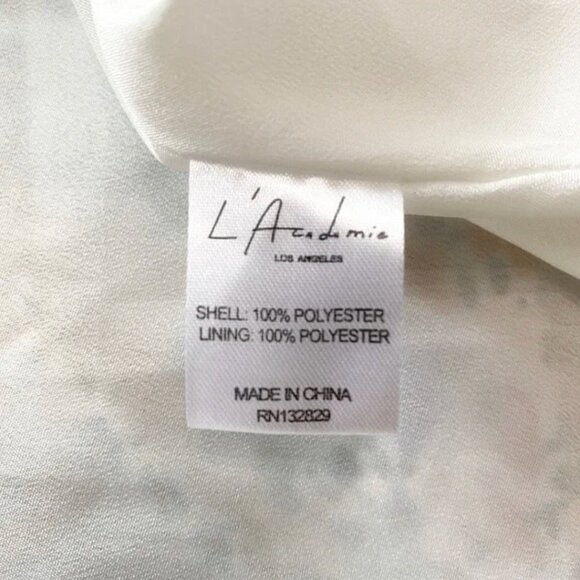 L'Academie
LOS ANGELES
SHELL: 100% POLYESTER
LINING: 100% POLYESTER
MADE IN CHINA
RN132829